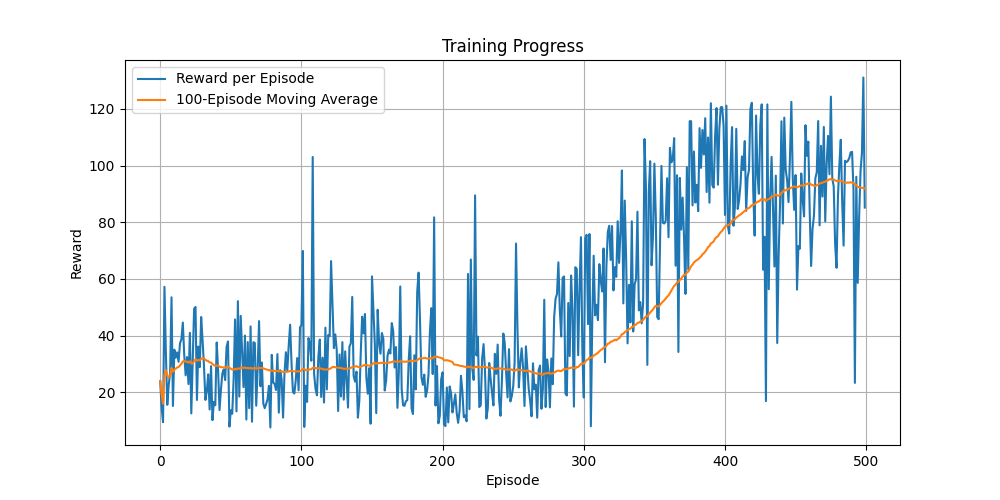 Training Progress
Reward per Episode
100-Episode Moving Average
Reward
120
100
80
60
40
20
0
100
200
300
400
500
Episode